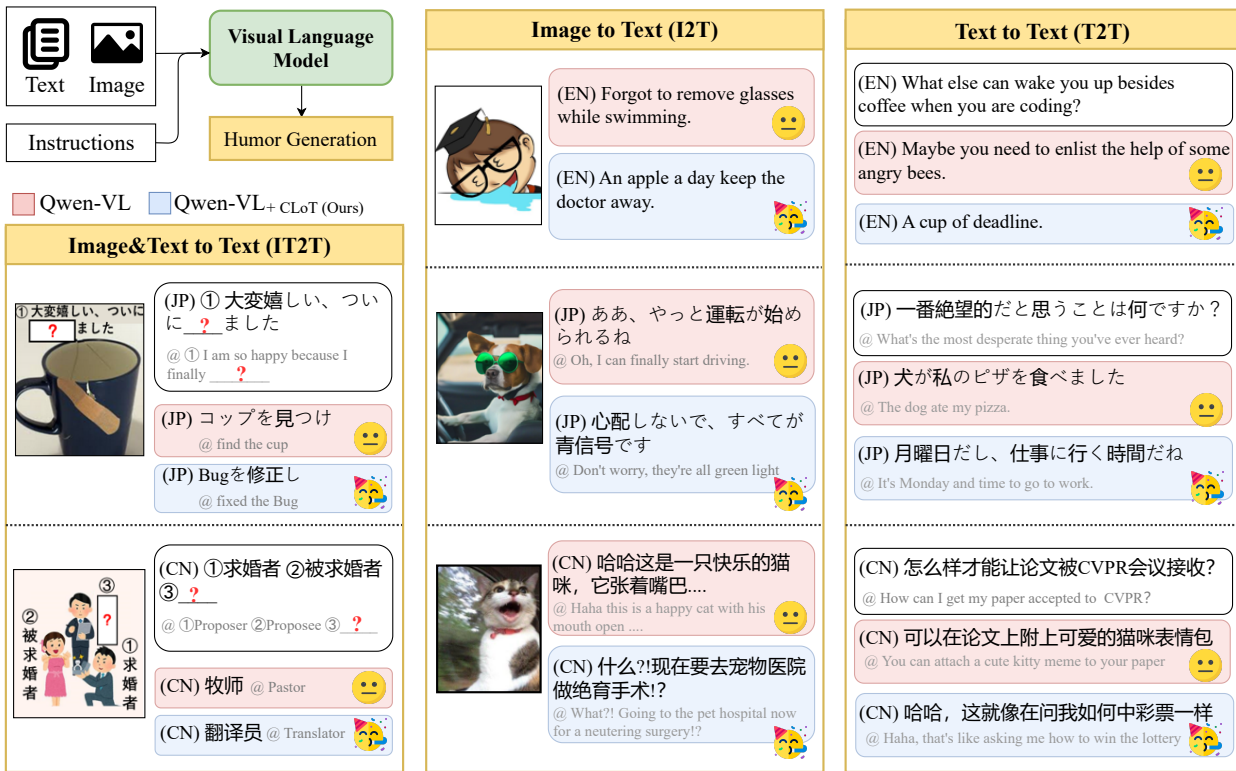 Text
Image
Instructions
Visual Language
Model
Humor Generation
Qwen-VL
Qwen-VL+ CLoT (Ours)
Image&Text to Text (IT2T)
① 大変嬉しい、ついに
?
ました
(JP) ① 大変嬉しい、つい
に__?__ました
@ ① I am so happy because I
finally ____?____
(JP) コップを見つけ
@ find the cup
(JP) Bugを修正し
@ fixed the Bug
③
?
②被求婚者
①求婚者
(CN) ①求婚者 ②被求婚者
③__?__
@ ①Proposer ②Proposee ③__?__
(CN) 牧师 @ Pastor
(CN) 翻译员 @ Translator
Image to Text (I2T)
(EN) Forgot to remove glasses
while swimming.
(EN) An apple a day keep the
doctor away.
(JP) ああ、やっと運転が始め
られるね
@ Oh, I can finally start driving.
(JP) 心配しないで、すべてが
青信号です
@ Don't worry, they're all green light
(CN) 哈哈这是一只快乐的猫
咪，它张着嘴巴....
@ Haha this is a happy cat with his
mouth open ....
(CN) 什么?!现在要去宠物医院
做绝育手术!?
@ What?! Going to the pet hospital now
for a neutering surgery!?
Text to Text (T2T)
(EN) What else can wake you up besides
coffee when you are coding?
(EN) Maybe you need to enlist the help of some
angry bees.
(EN) A cup of deadline.
(JP) 一番絶望的だと思うことは何ですか？
@ What's the most desperate thing you've ever heard?
(JP) 犬が私のピザを食べました
@ The dog ate my pizza.
(JP) 月曜日だし、仕事に行く時間だね
@ It's Monday and time to go to work.
(CN) 怎么样才能让论文被CVPR会议接收?
@ How can I get my paper accepted to CVPR?
(CN) 可以在论文上附上可爱的猫咪表情包
@ You can attach a cute kitty meme to your paper
(CN) 哈哈，这就像在问我如何中彩票一样
@ Haha, that's like asking me how to win the lottery